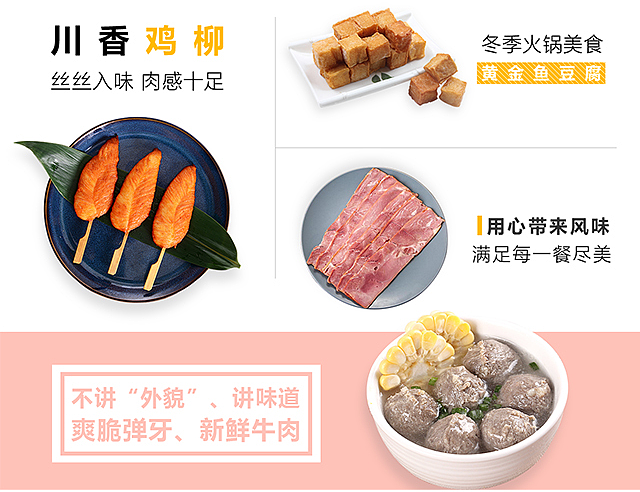 川香鸡柳
丝丝入味 肉感十足
冬季火锅美食
黄金鱼豆腐
用心带来风味
满足每一餐尽美
不讲“外貌”、讲味道
爽脆弹牙、新鲜牛肉